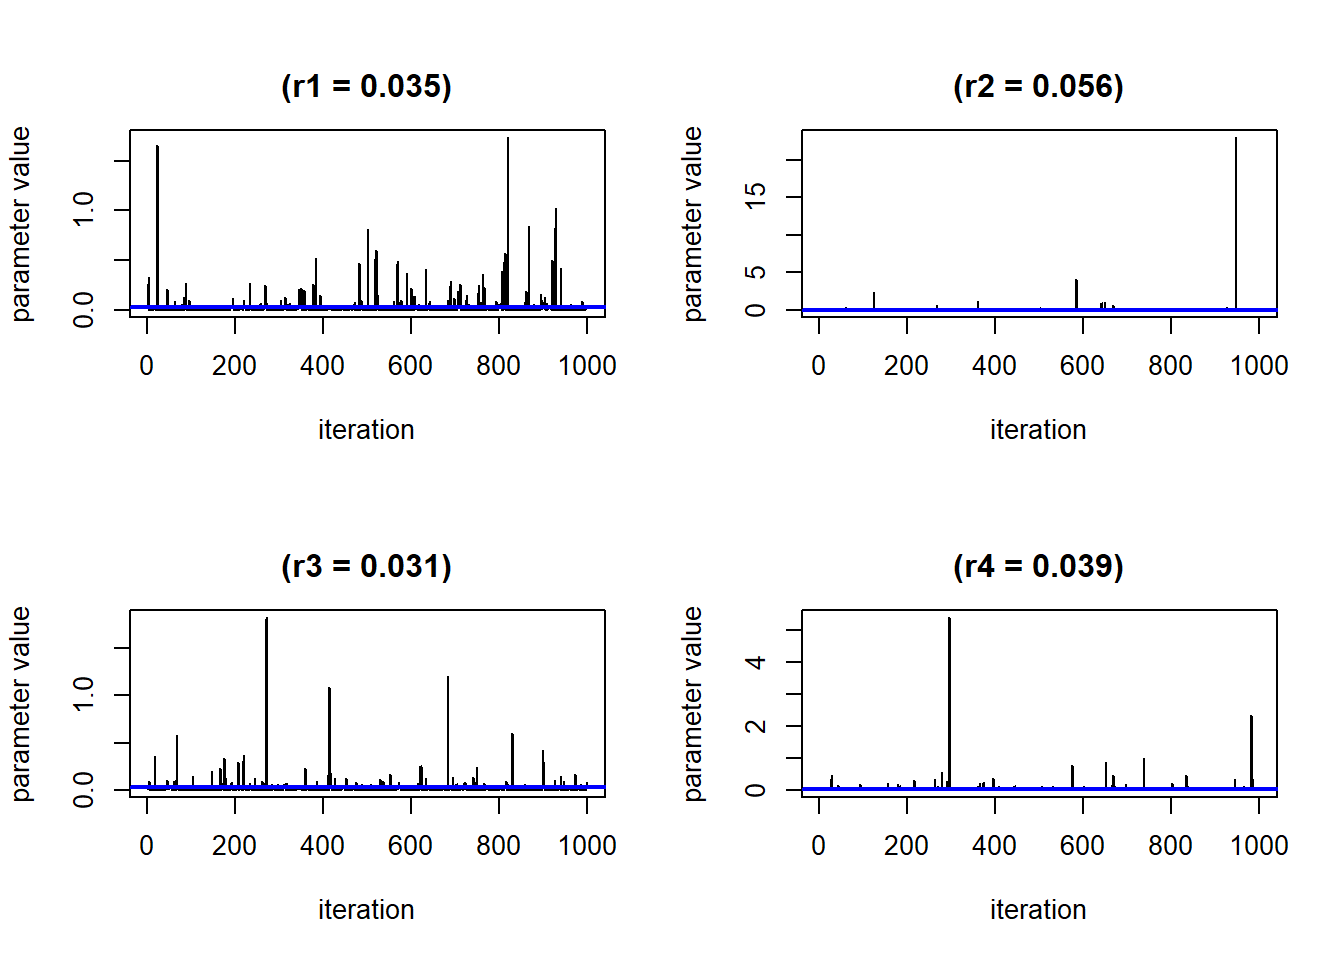 (r1 = 0.035)
parameter value
0.0 1.0
0 200 400 600 800 1000
iteration
(r2 = 0.056)
parameter value
0 5 15
0 200 400 600 800 1000
iteration
(r3 = 0.031)
parameter value
0.0 1.0
0 200 400 600 800 1000
iteration
(r4 = 0.039)
parameter value
0 2 4
0 200 400 600 800 1000
iteration